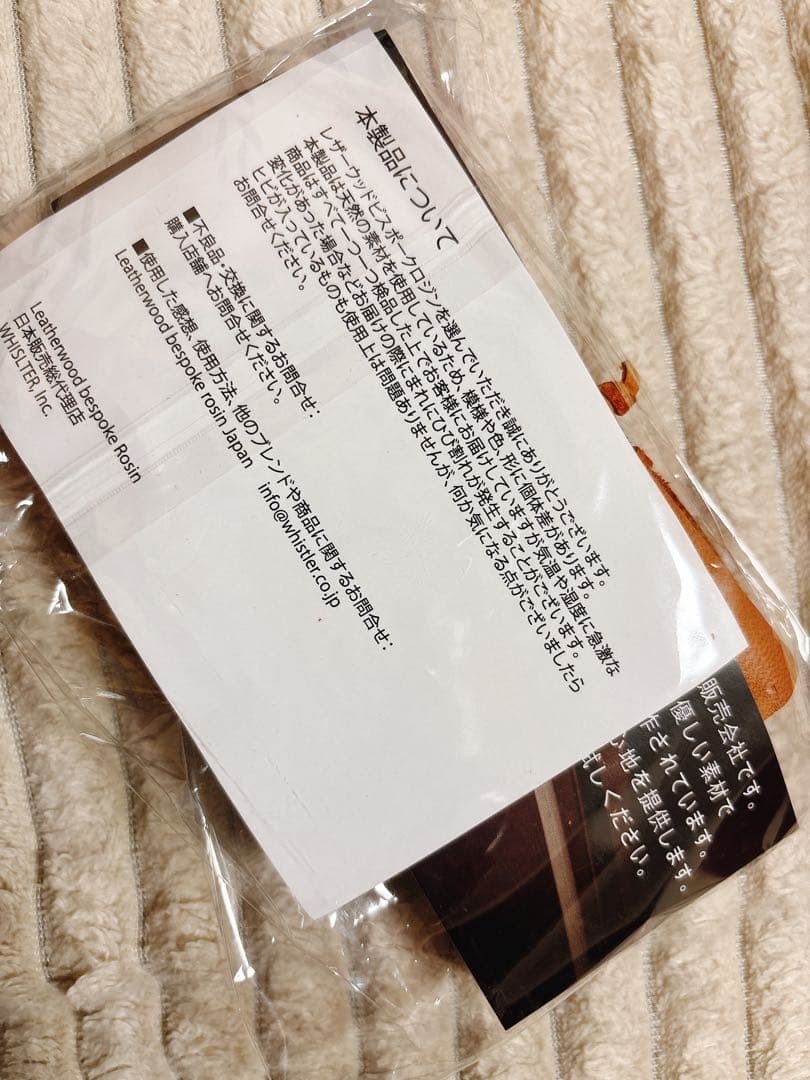 本製品について
レザーウッドビスポークロジンを選んでいただき誠にありがとうございます。
本製品は天然の素材を使用しているため、模様や色、形に個体差があります。
商品はすべて一つ一つ検品した上でお客様にお届けしていますが気温や湿度に急激な
変化があった場合などお届けの際にまれにひび割れが発生することがございます。
ヒビが入っているものも使用上は問題ありませんが、何か気になる点がございましたら
お問合せください。
■不良品・交換に関するお問合せ：
購入店舗へお問合せください。
■使用した感想、使用方法、他のブレンドや商品に関するお問合せ：
Leatherwood bespoke rosin Japan info@whistler.co.jp
Leatherwood bespoke Rosin
日本販売総代理店
WHISLTER, Inc.
販売会社です。
優しい素材で
作されています。
心地を提供します。
試しください。